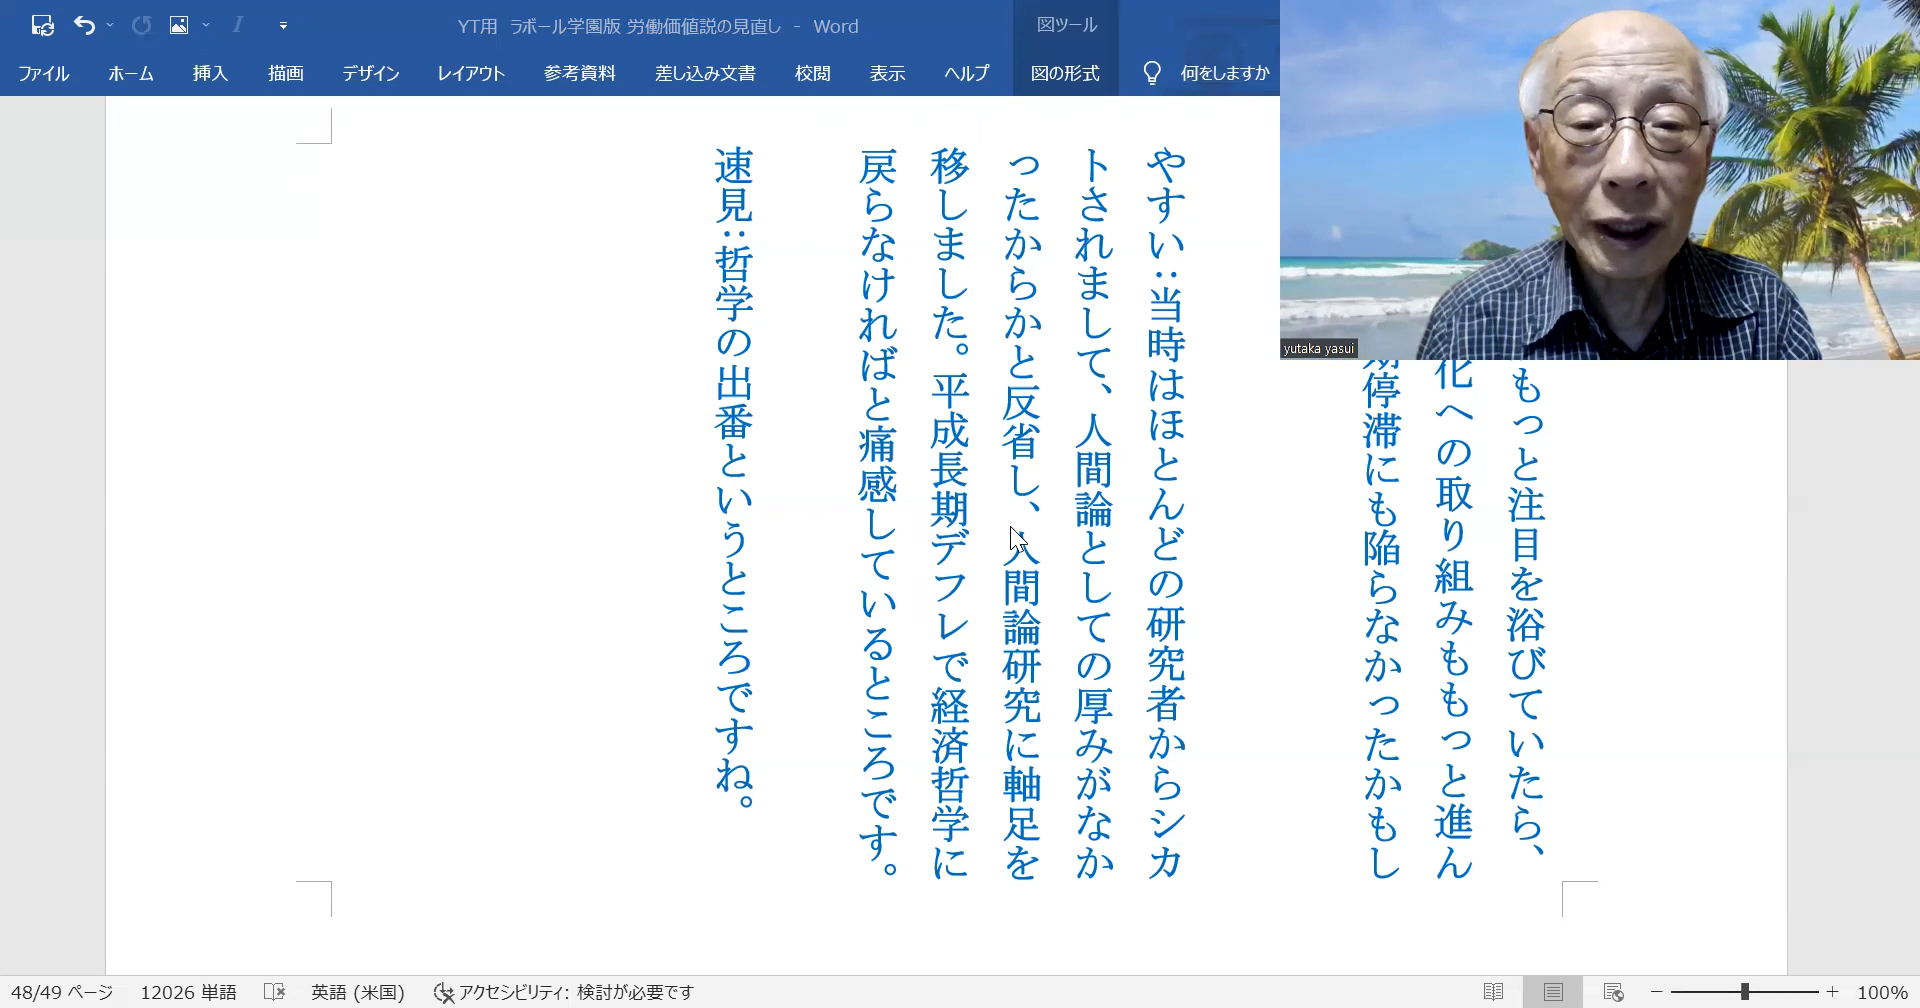 YT用 ラボール学園版 労働価値説の見直し - Word
図ツール
ファイル ホーム 挿入 描画 デザイン レイアウト 参考資料 差し込み文書 校閲 表示 ヘルプ 図の形式 何をしますか
yutaka yasui
もっと注目を浴びていたら、
化への取り組みももっと進ん
期停滞にも陥らなかったかもし
やすい:当時はほとんどの研究者からシカ
トされまして、人間論としての厚みがなか
ったからかと反省し、人間論研究に軸足を
移しました。平成長期デフレで経済哲学に
戻らなければと痛感しているところです。
速見:哲学の出番というところですね。
48/49 ページ 12026 単語 英語 (米国) アクセシビリティ: 検討が必要です 100%